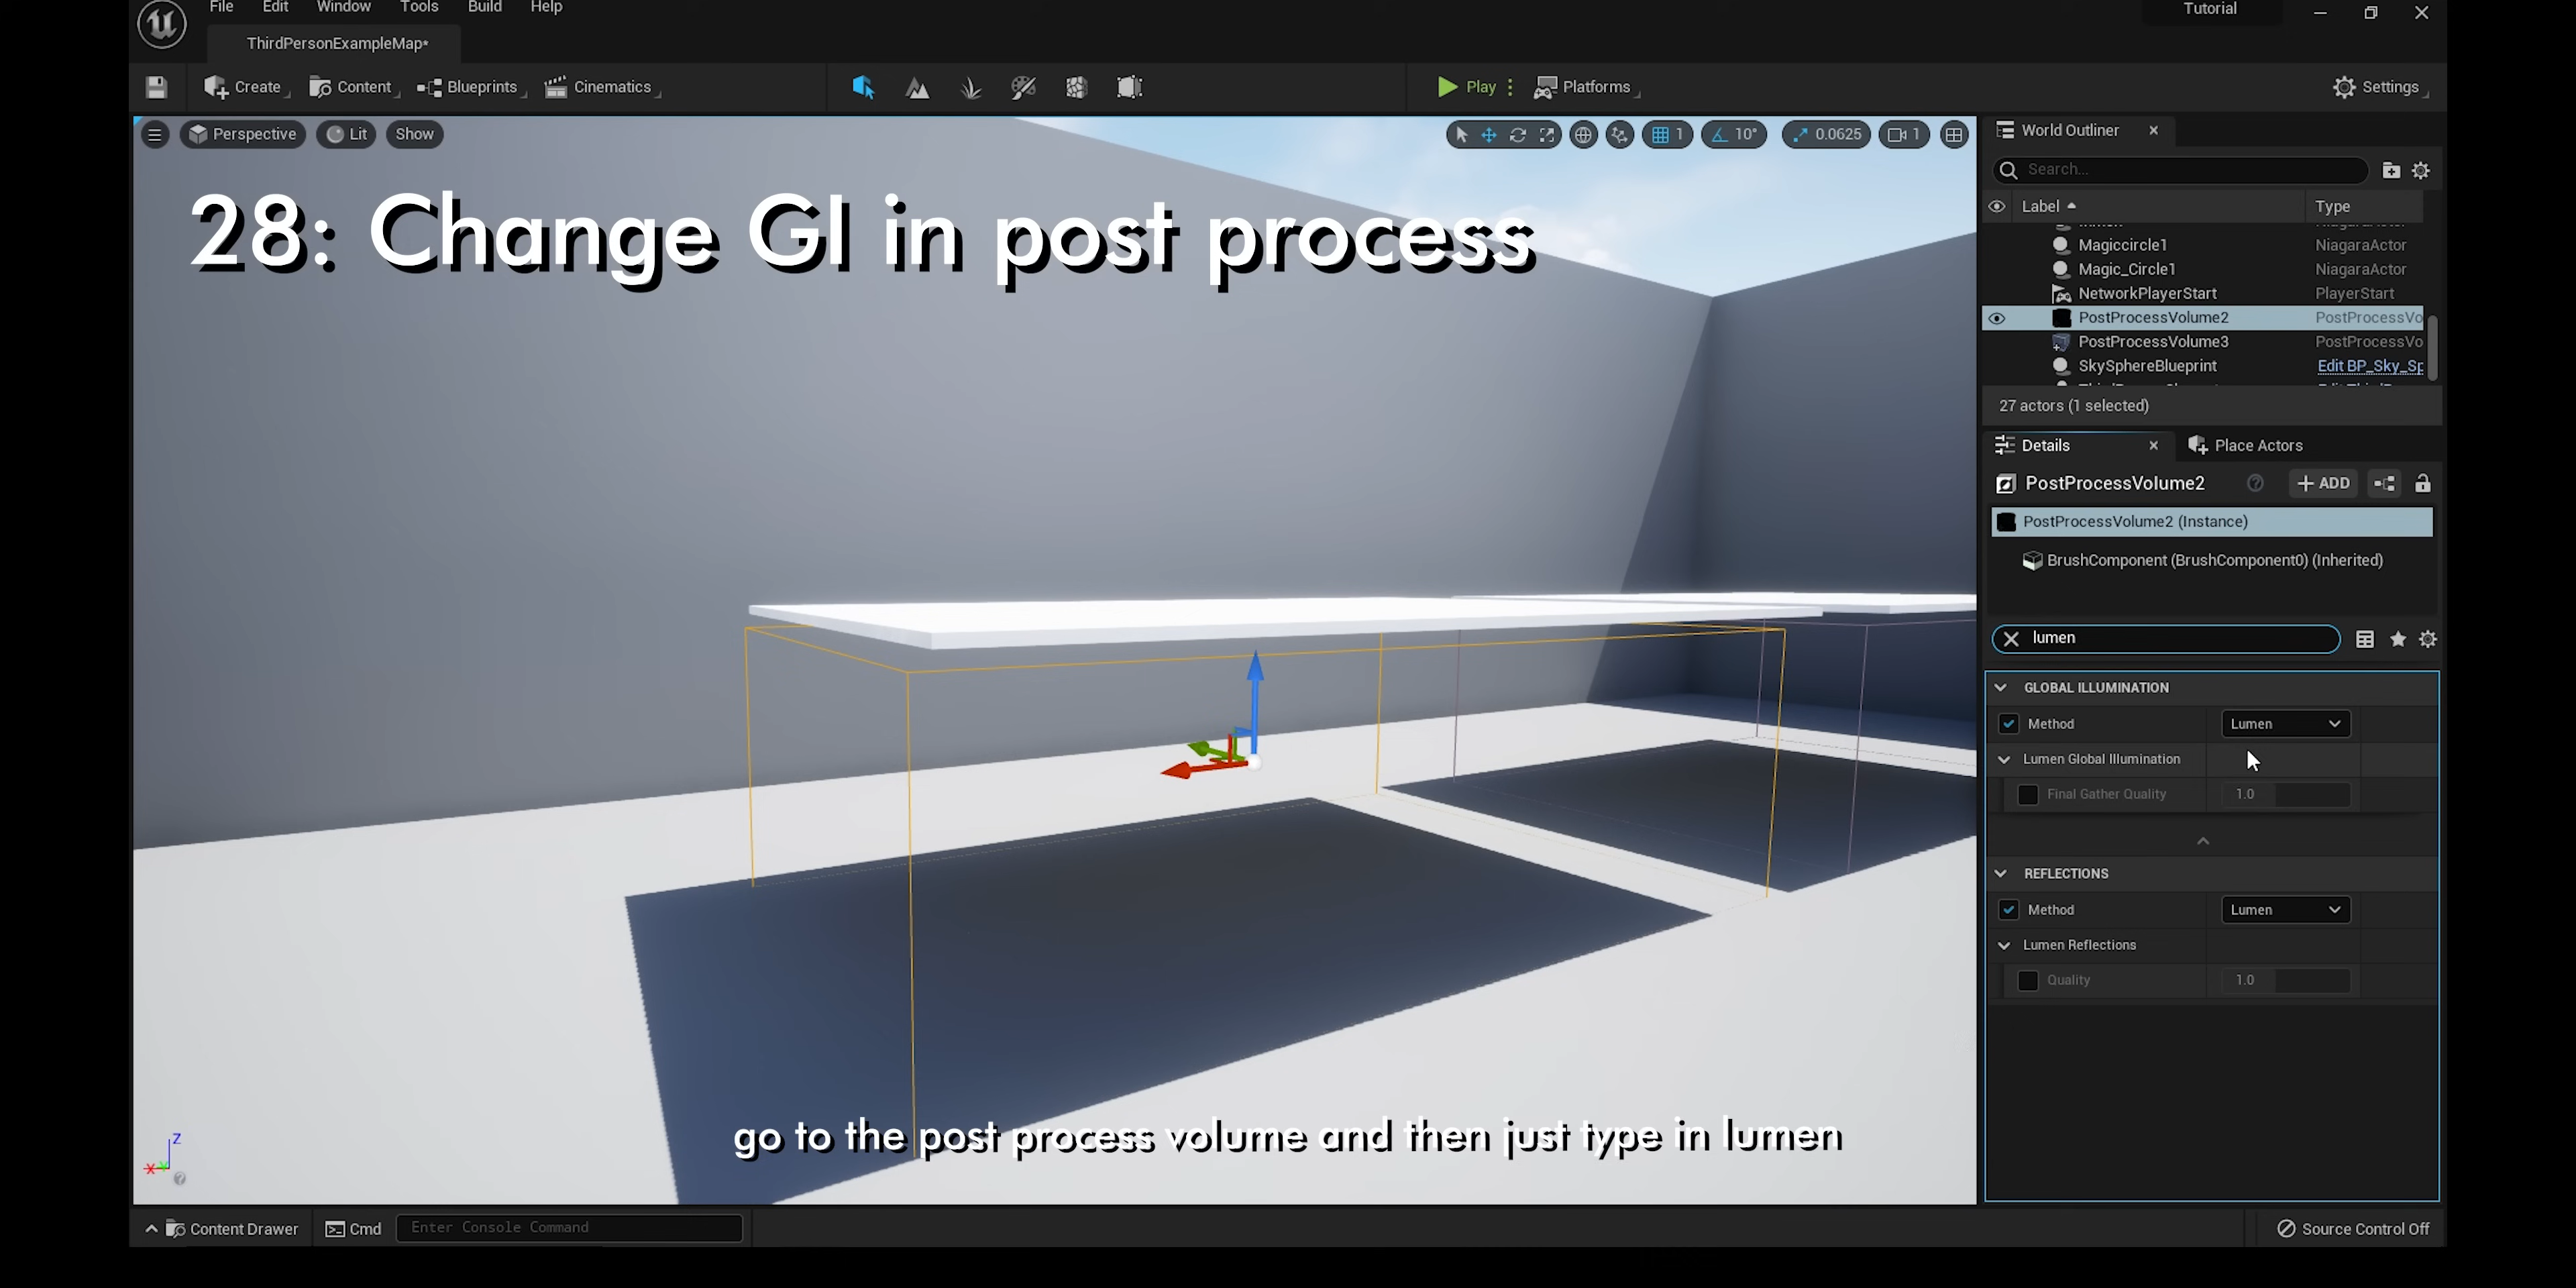 File Edit Window Tools Build Help
Tutorial
ThirdPersonExampleMap*
Create Content Blueprints Cinematics Play Platforms Settings
Perspective Lit Show 1 10° 0.0625 1
28: Change GI in post process
World Outliner
Search...
Label Type
Magiccircle1 NiagaraActor
Magic_Circle1 NiagaraActor
NetworkPlayerStart PlayerStart
PostProcessVolume2 PostProcessVo
PostProcessVolume3 PostProcessVo
SkySphereBlueprint Edit BP_Sky_Sp
27 actors (1 selected)
Details Place Actors
PostProcessVolume2 ADD
PostProcessVolume2 (Instance)
BrushComponent (BrushComponent0) (Inherited)
lumen
GLOBAL ILLUMINATION
Method Lumen
Lumen Global Illumination
Final Gather Quality 1.0
REFLECTIONS
Method Lumen
Lumen Reflections
Quality 1.0
go to the post process volume and then just type in lumen
Z
X Y
Content Drawer Cmd Enter Console Command Source Control Off